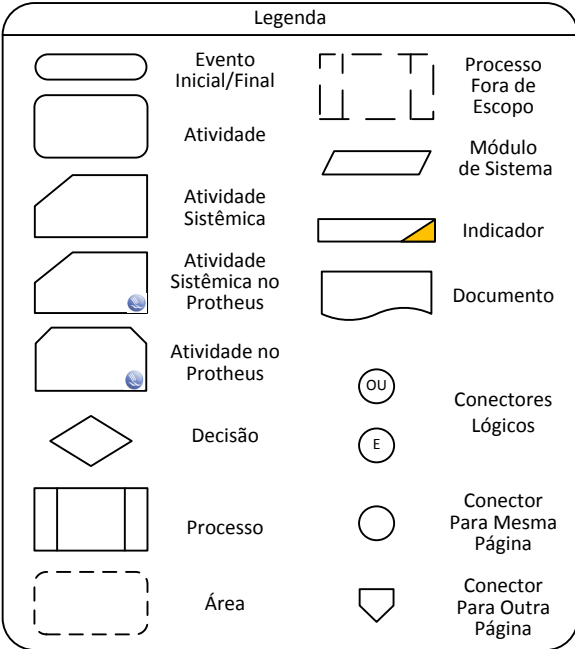 Legenda
Evento
Inicial/Final
Atividade
Atividade
Sistêmica
Atividade
Sistêmica no
Protheus
Atividade no
Protheus
Decisão
Processo
Área
Processo
Fora de
Escopo
Módulo
de Sistema
Indicador
Documento
OU
E
Conectores
Lógicos
Conector
Para Mesma
Página
Conector
Para Outra
Página